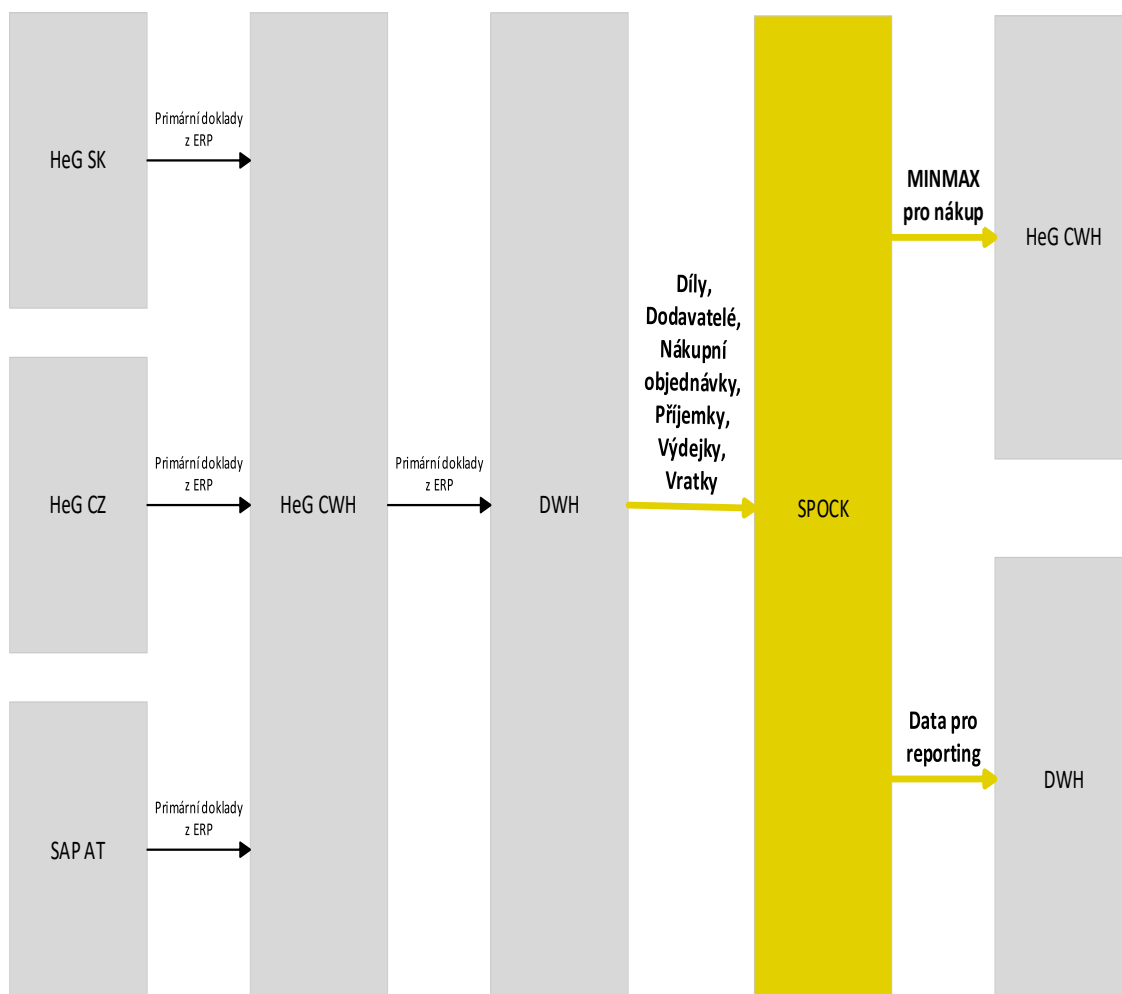 HeG SK
Primární doklady
z ERP
HeG CZ
Primární doklady
z ERP
SAP AT
Primární doklady
z ERP
HeG CWH
Primární doklady
z ERP
DWH
Díly,
Dodavatelé,
Nákupní
objednávky,
Příjemky,
Výdejky,
Vratky
SPOCK
MINMAX
pro nákup
HeG CWH
Data pro
reporting
DWH